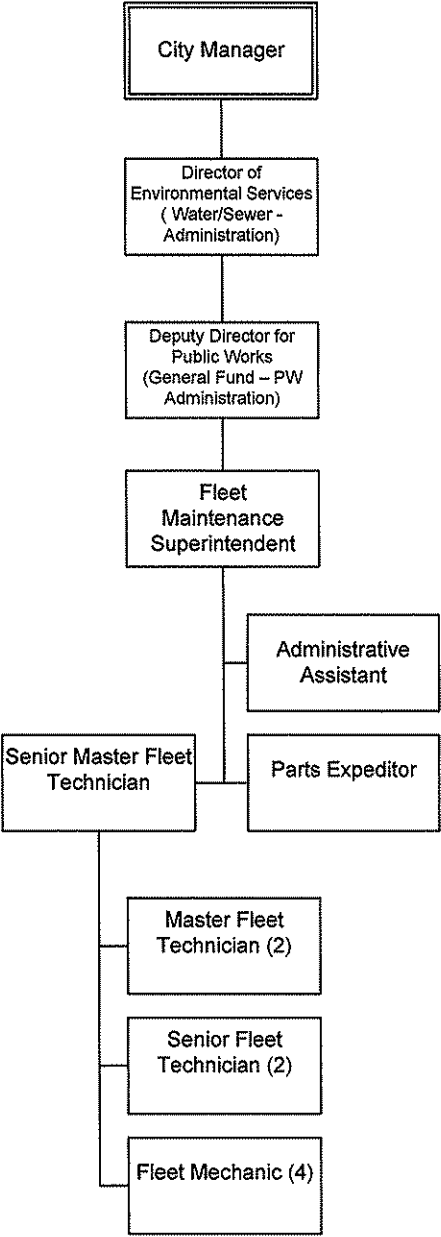 City Manager
Director of
Environmental Services
( Water/Sewer -
Administration)
Deputy Director for
Public Works
(General Fund – PW
Administration)
Fleet
Maintenance
Superintendent
Administrative
Assistant
Senior Master Fleet
Technician
Parts Expeditor
Master Fleet
Technician (2)
Senior Fleet
Technician (2)
Fleet Mechanic (4)